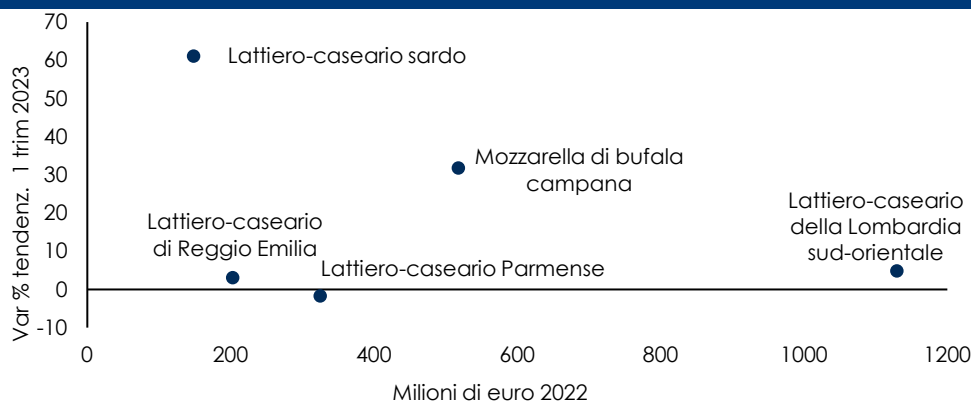 Var % tendenz. 1 trim 2023
70
60
50
40
30
20
10
0
-10
Lattiero-caseario sardo
Mozzarella di bufala
campana
Lattiero-caseario
di Reggio Emilia
Lattiero-caseario Parmense
Lattiero-caseario
della Lombardia
sud-orientale
0
200
400
600
800
1000
1200
Milioni di euro 2022